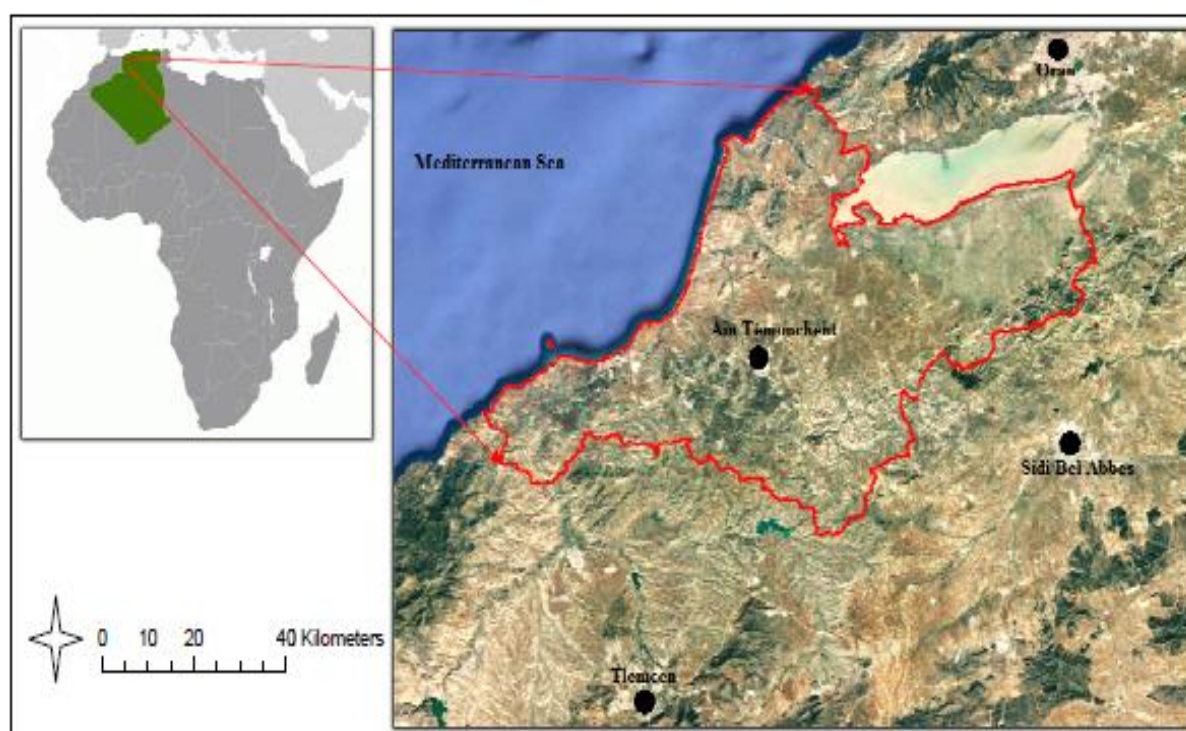 Oran
Mediterranean Sea
Ain Temouchent
Sidi Bel Abbes
0 10 20 40 Kilometers
Tlemcen